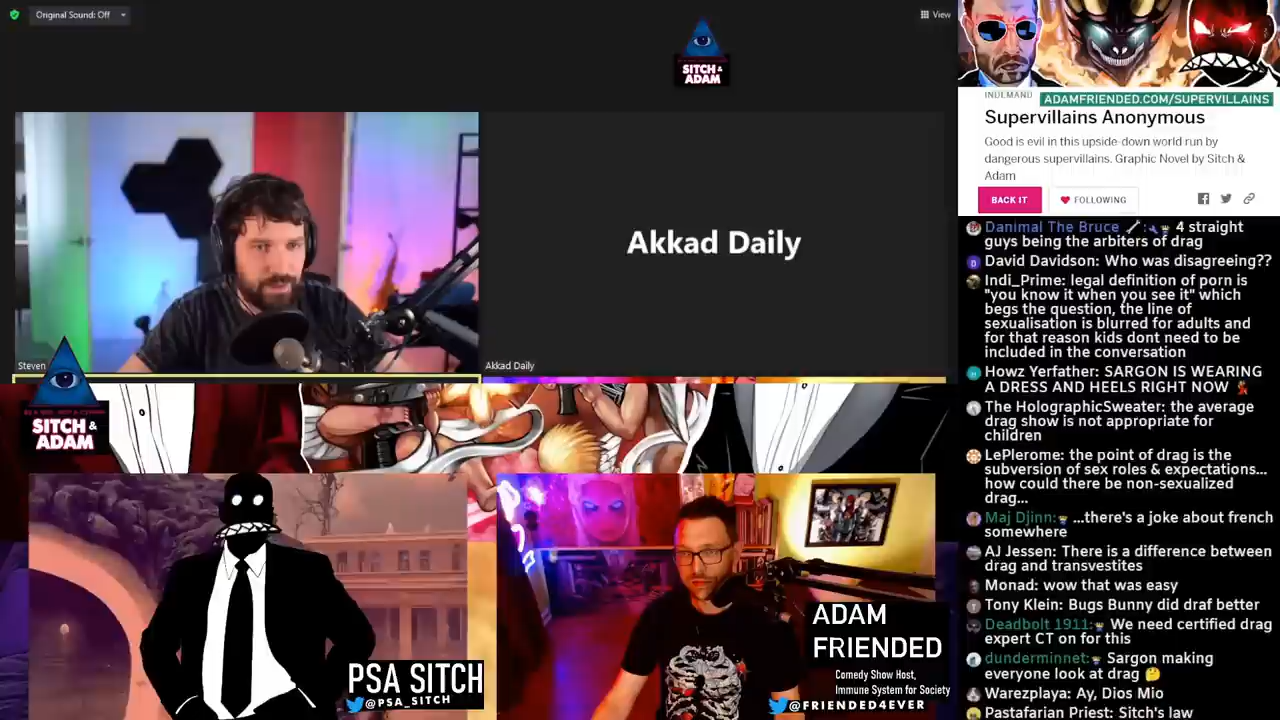 Original Sound: Off
View
SITCH &
ADAM
Akkad Daily
Steven
Akkad Daily
SITCH &
ADAM
PSA SITCH
@PSA_SITCH
ADAM
FRIENDED
Comedy Show Host,
Immune System for Society
@FRIENDED4EVER
INDEMAND
ADAMFRIENDED.COM/SUPERVILLAINS
Supervillains Anonymous
Good is evil in this upside-down world run by
dangerous supervillains. Graphic Novel by Sitch &
Adam
BACK IT
FOLLOWING
Danimal The Bruce : 4 straight
guys being the arbiters of drag
David Davidson: Who was disagreeing??
Indi_Prime: legal definition of porn is
"you know it when you see it" which
begs the question, the line of
sexualisation is blurred for adults and
for that reason kids dont need to be
included in the conversation
Howz Yerfather: SARGON IS WEARING
A DRESS AND HEELS RIGHT NOW 💃
The HolographicSweater: the average
drag show is not appropriate for
children
LePlerome: the point of drag is the
subversion of sex roles & expectations...
how could there be non-sexualized
drag...
Maj Djinn: ...there's a joke about french
somewhere
AJ Jessen: There is a difference between
drag and transvestites
Monad: wow that was easy
Tony Klein: Bugs Bunny did draf better
Deadbolt 1911: We need certified drag
expert CT on for this
dunderminnet: Sargon making
everyone look at drag 🤔
Warezplaya: Ay, Dios Mio
Pastafarian Priest: Sitch's law